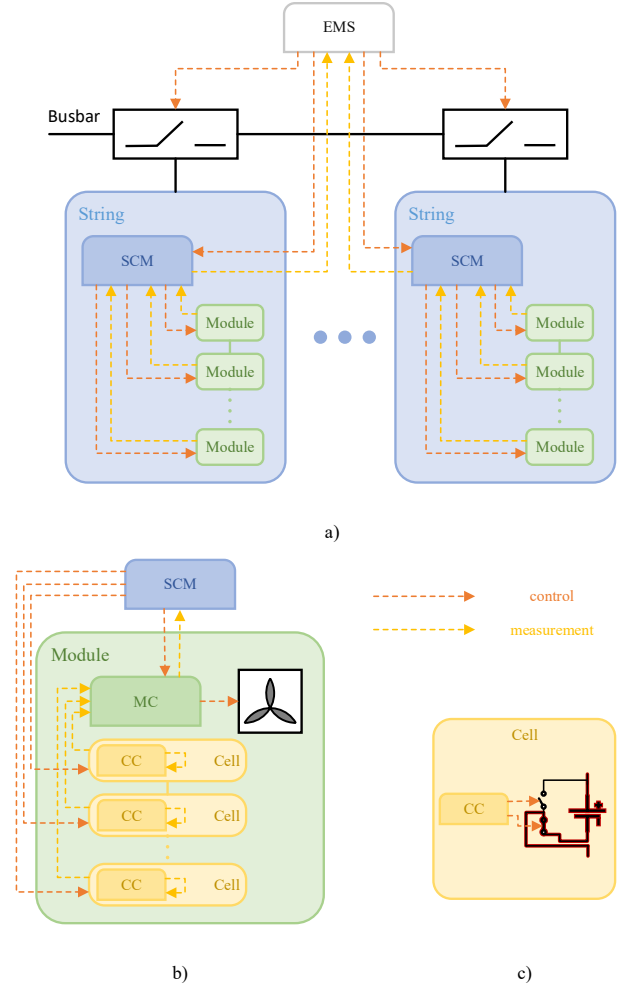 EMS
Busbar
String
String
SCM
SCM
Module
Module
Module
Module
Module
Module
a)
SCM
control
measurement
Module
MC
Cell
CC
Cell
CC
CC
Cell
CC
Cell
b)
c)